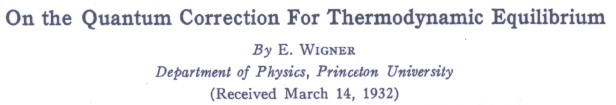 On the Quantum Correction For Thermodynamic Equilibrium
By E. Wigner
Department of Physics, Princeton University
(Received March 14, 1932)